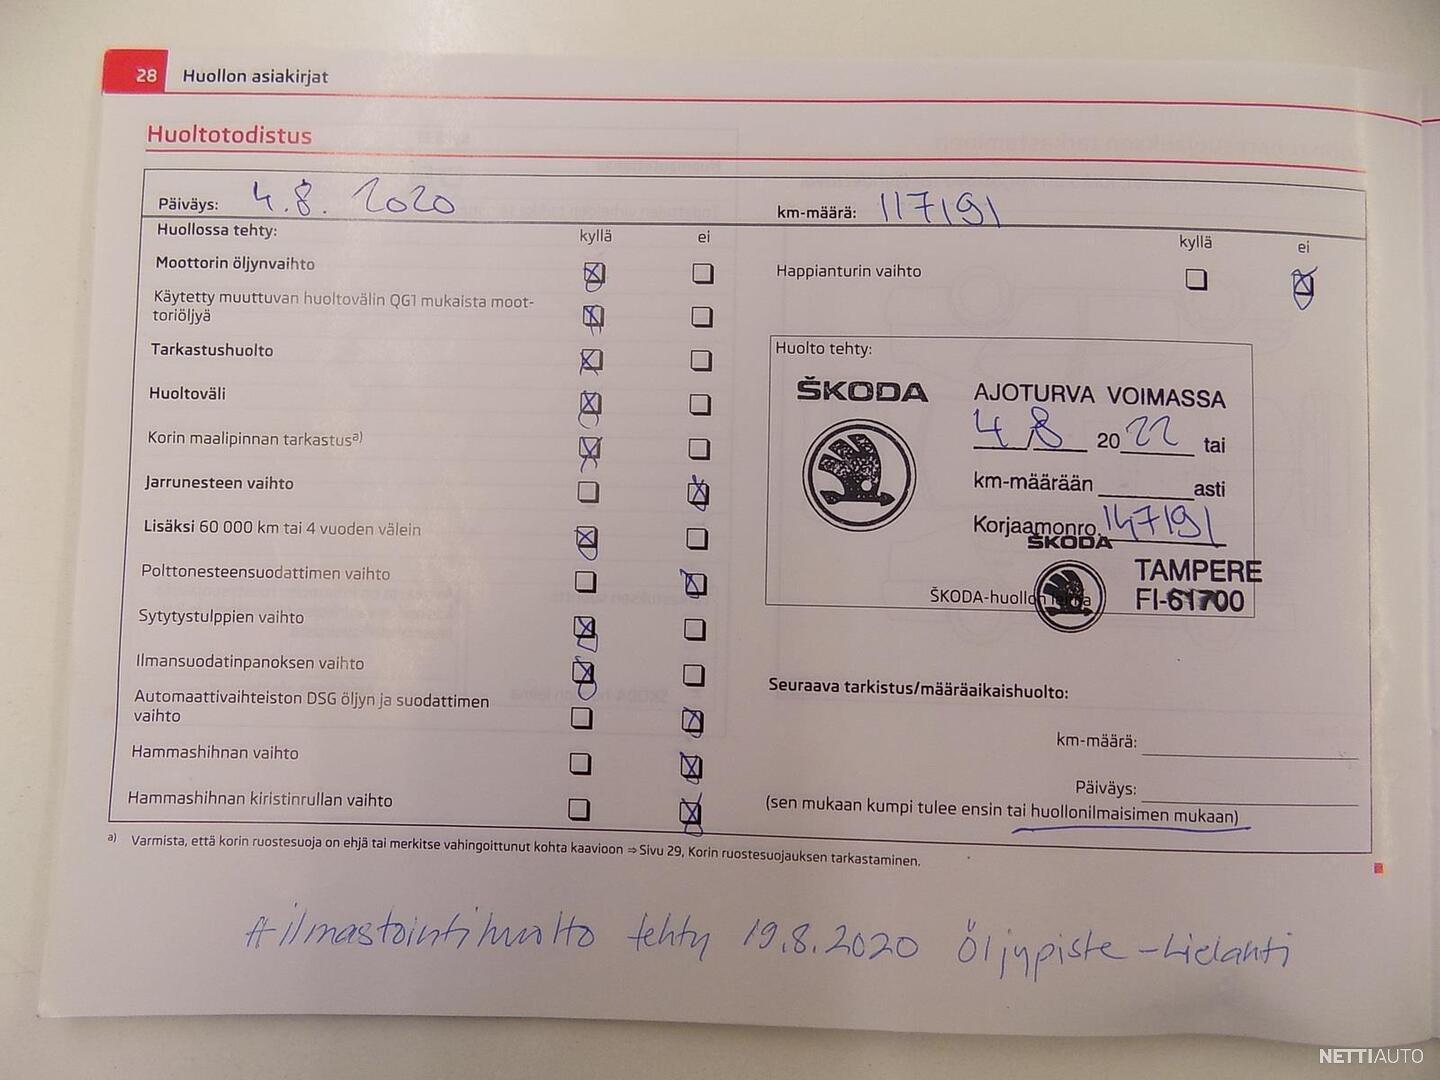 28 Huollon asiakirjat
Huoltotodistus
Päiväys: 4.8. 2020
km-määrä: 117191
Huollossa tehty: kyllä ei
kyllä ei
Moottorin öljynvaihto
Happianturin vaihto
Käytetty muuttuvan huoltovälin QG1 mukaista moot-
toriöljyä
Tarkastushuolto
Huoltoväli
Korin maalipinnan tarkastus a)
Jarrunesteen vaihto
Lisäksi 60 000 km tai 4 vuoden välein
Polttonesteensuodattimen vaihto
Sytytystulppien vaihto
Ilmansuodatinpanoksen vaihto
Automaattivaihteiston DSG öljyn ja suodattimen
vaihto
Hammashihnan vaihto
Hammashihnan kiristinrullan vaihto
Huolto tehty:
ŠKODA
AJOTURVA VOIMASSA
4/8 2022 tai
km-määrään asti
Korjaamonro 147191
ŠKODA
TAMPERE
ŠKODA-huollon leima
FI-61700
Seuraava tarkistus/määräaikaishuolto:
km-määrä:
Päiväys:
(sen mukaan kumpi tulee ensin tai huollonilmaisimen mukaan)
a) Varmista, että korin ruostesuoja on ehjä tai merkitse vahingoittunut kohta kaavioon ⇒ Sivu 29, Korin ruostesuojauksen tarkastaminen.
# ilmastointihuolto tehty 19.8.2020 Öljypiste - Lielahti
NETTIAUTO